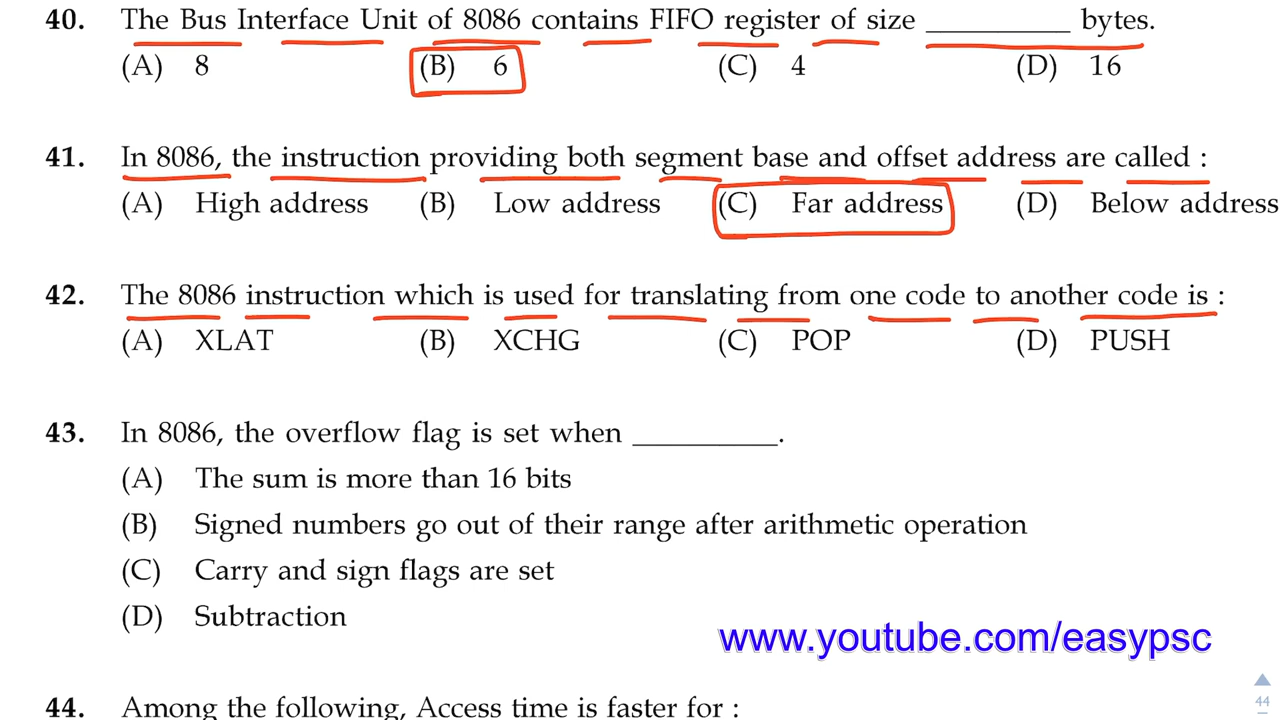 40. The Bus Interface Unit of 8086 contains FIFO register of size __________ bytes.
(A) 8 (B) 6 (C) 4 (D) 16
41. In 8086, the instruction providing both segment base and offset address are called :
(A) High address (B) Low address (C) Far address (D) Below address
42. The 8086 instruction which is used for translating from one code to another code is :
(A) XLAT (B) XCHG (C) POP (D) PUSH
43. In 8086, the overflow flag is set when __________.
(A) The sum is more than 16 bits
(B) Signed numbers go out of their range after arithmetic operation
(C) Carry and sign flags are set
(D) Subtraction
www.youtube.com/easypsc
44
44. Among the following, Access time is faster for :